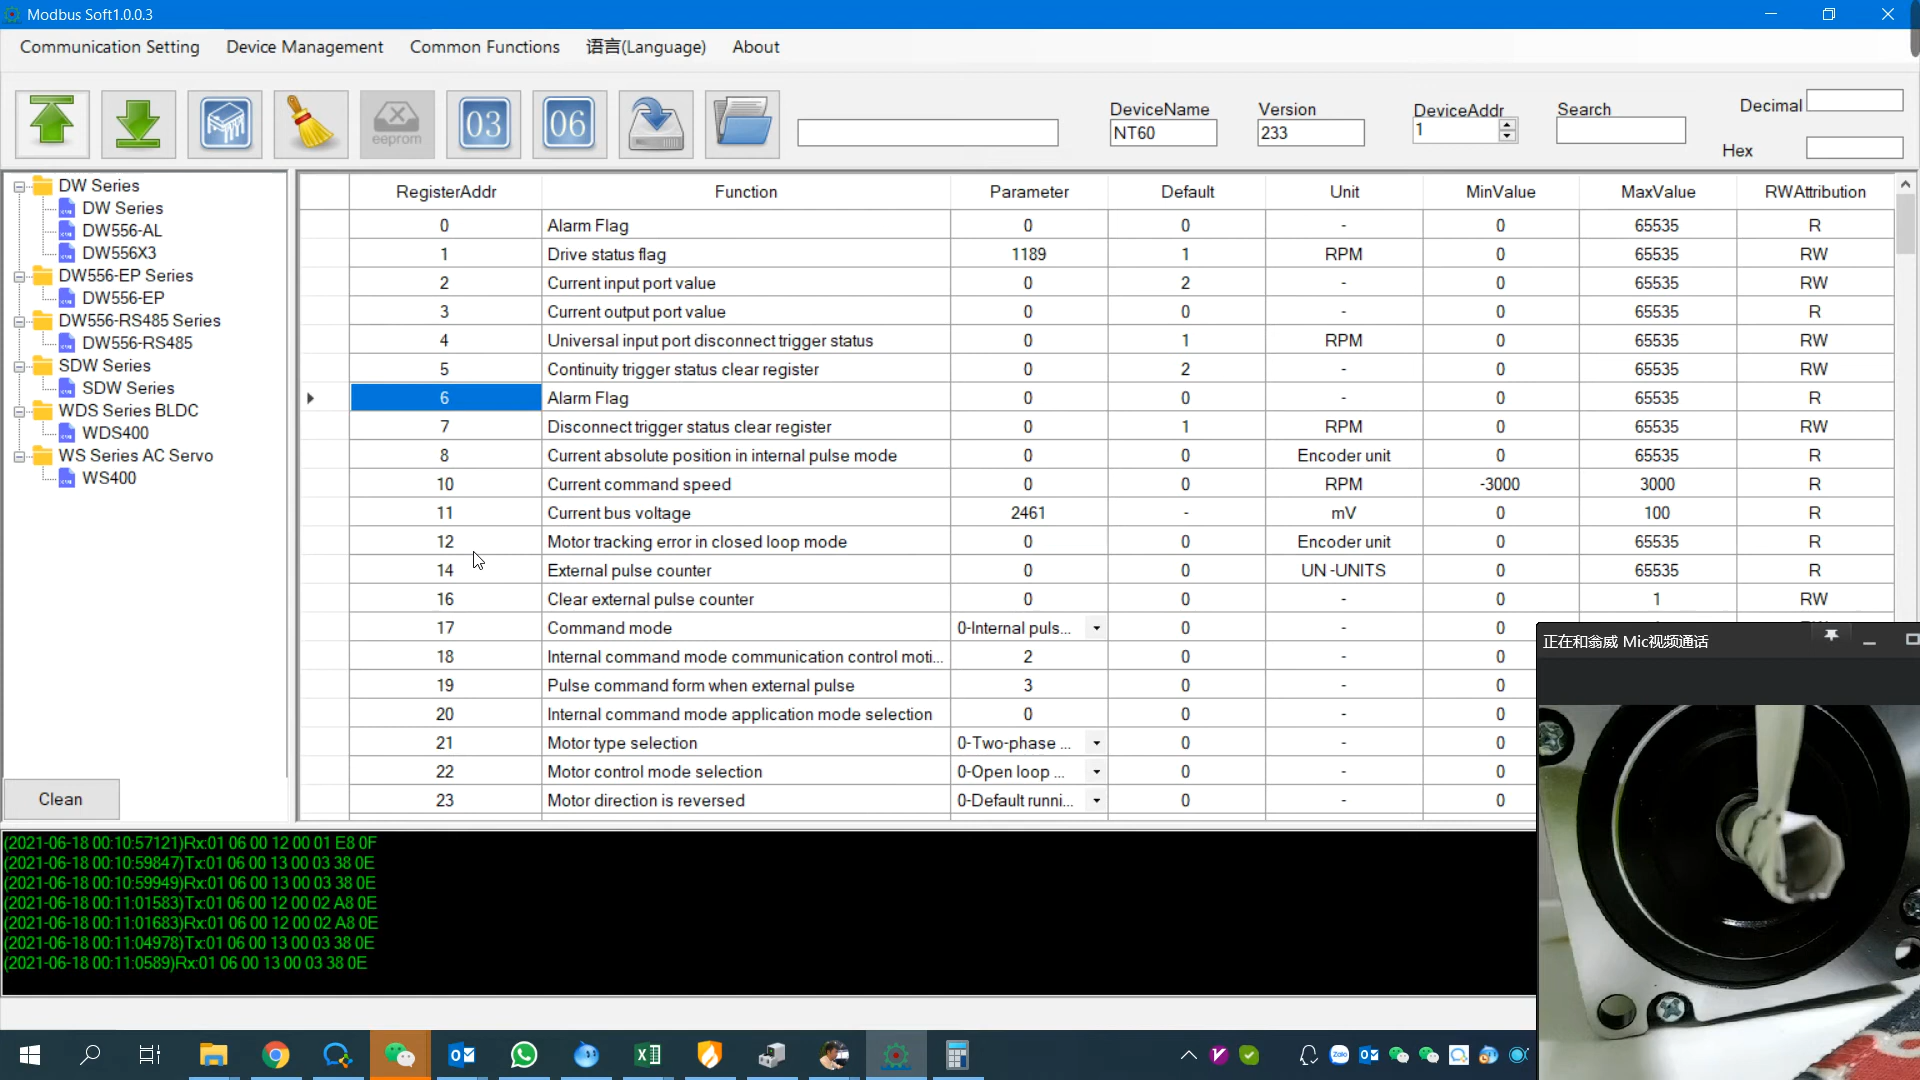 Modbus Soft1.0.0.3
Communication Setting Device Management Common Functions 语言(Language) About
eeprom 03 06
DeviceName Version DeviceAddr Search Decimal
NT60 233 1
Hex
DW Series
DW Series
DW556-AL
DW556X3
DW556-EP Series
DW556-EP
DW556-RS485 Series
DW556-RS485
SDW Series
SDW Series
WDS Series BLDC
WDS400
WS Series AC Servo
WS400
Clean
RegisterAddr Function Parameter Default Unit MinValue MaxValue RWAttribution
0 Alarm Flag 0 0 - 0 65535 R
1 Drive status flag 1189 1 RPM 0 65535 RW
2 Current input port value 0 2 - 0 65535 RW
3 Current output port value 0 0 - 0 65535 R
4 Universal input port disconnect trigger status 0 1 RPM 0 65535 RW
5 Continuity trigger status clear register 0 2 - 0 65535 RW
6 Alarm Flag 0 0 - 0 65535 R
7 Disconnect trigger status clear register 0 1 RPM 0 65535 RW
8 Current absolute position in internal pulse mode 0 0 Encoder unit 0 65535 R
10 Current command speed 0 0 RPM -3000 3000 R
11 Current bus voltage 2461 - mV 0 100 R
12 Motor tracking error in closed loop mode 0 0 Encoder unit 0 65535 R
14 External pulse counter 0 0 UN -UNITS 0 65535 R
16 Clear external pulse counter 0 0 - 0 1 RW
17 Command mode 0-Internal puls... 0 - 0
18 Internal command mode communication control moti... 2 0 - 0
19 Pulse command form when external pulse 3 0 - 0
20 Internal command mode application mode selection 0 0 - 0
21 Motor type selection 0-Two-phase ... 0 - 0
22 Motor control mode selection 0-Open loop ... 0 - 0
23 Motor direction is reversed 0-Default runni... 0 - 0
正在和翁威 Mic视频通话
(2021-06-18 00:10:57121)Rx:01 06 00 12 00 01 E8 0F
(2021-06-18 00:10:59847)Tx:01 06 00 13 00 03 38 0E
(2021-06-18 00:10:59949)Rx:01 06 00 13 00 03 38 0E
(2021-06-18 00:11:01583)Tx:01 06 00 12 00 02 A8 0E
(2021-06-18 00:11:01683)Rx:01 06 00 12 00 02 A8 0E
(2021-06-18 00:11:04978)Tx:01 06 00 13 00 03 38 0E
(2021-06-18 00:11:0589)Rx:01 06 00 13 00 03 38 0E